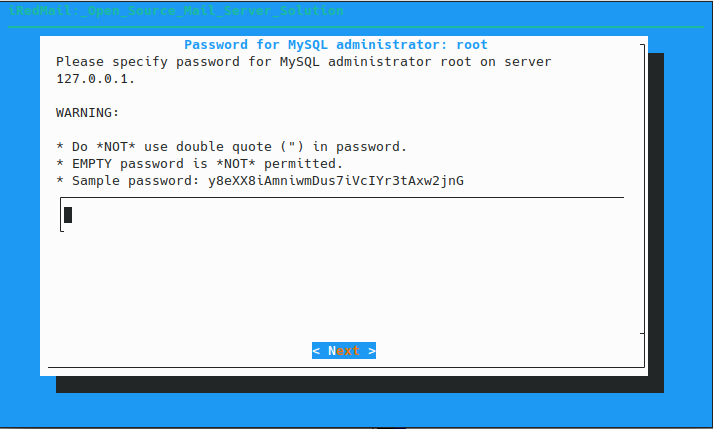 iRedMail:_Open_Source_Mail_Server_Solution
Password for MySQL administrator: root
Please specify password for MySQL administrator root on server
127.0.0.1.
WARNING:
* Do *NOT* use double quote (") in password.
* EMPTY password is *NOT* permitted.
* Sample password: y8eXX8iAmniwmDus7iVcIYr3tAxw2jnG
< Next >